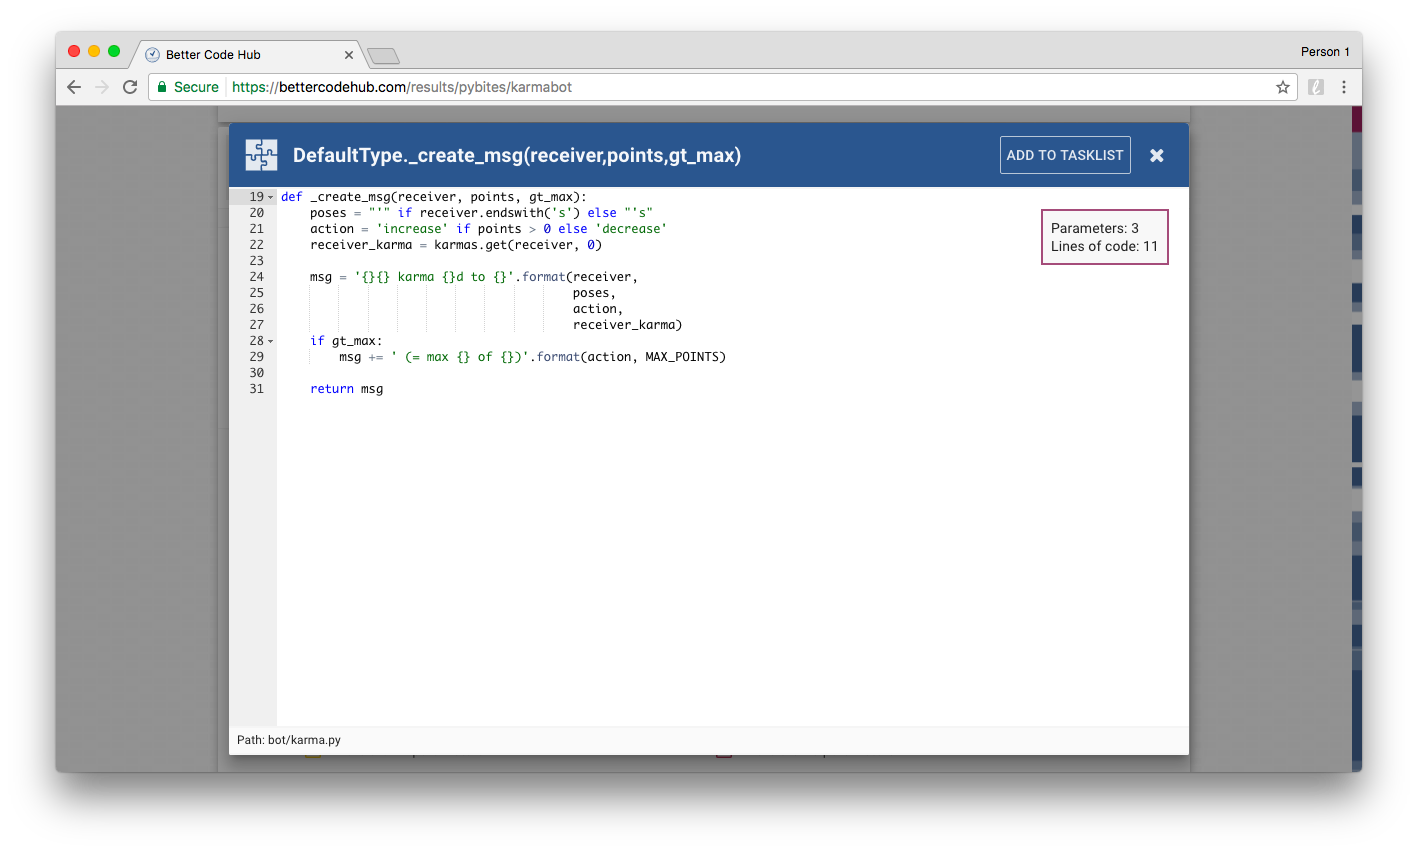 Better Code Hub
Person 1
Secure https://bettercodehub.com/results/pybites/karmabot
DefaultType._create_msg(receiver,points,gt_max)
ADD TO TASKLIST
19 def _create_msg(receiver, points, gt_max):
20 poses = "'" if receiver.endswith('s') else "'s"
21 action = 'increase' if points > 0 else 'decrease'
22 receiver_karma = karmas.get(receiver, 0)
23
24 msg = '{}{} karma {}d to {}'.format(receiver,
25 poses,
26 action,
27 receiver_karma)
28 if gt_max:
29 msg += ' (= max {} of {})'.format(action, MAX_POINTS)
30
31 return msg
Parameters: 3
Lines of code: 11
Path: bot/karma.py